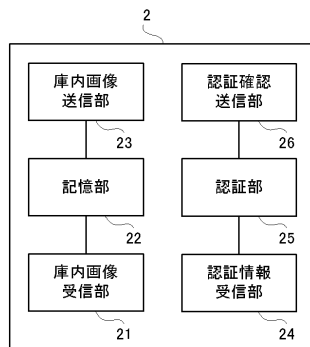 2
庫内画像
送信部
23
認証確認
送信部
26
記憶部
22
認証部
25
庫内画像
受信部
21
認証情報
受信部
24